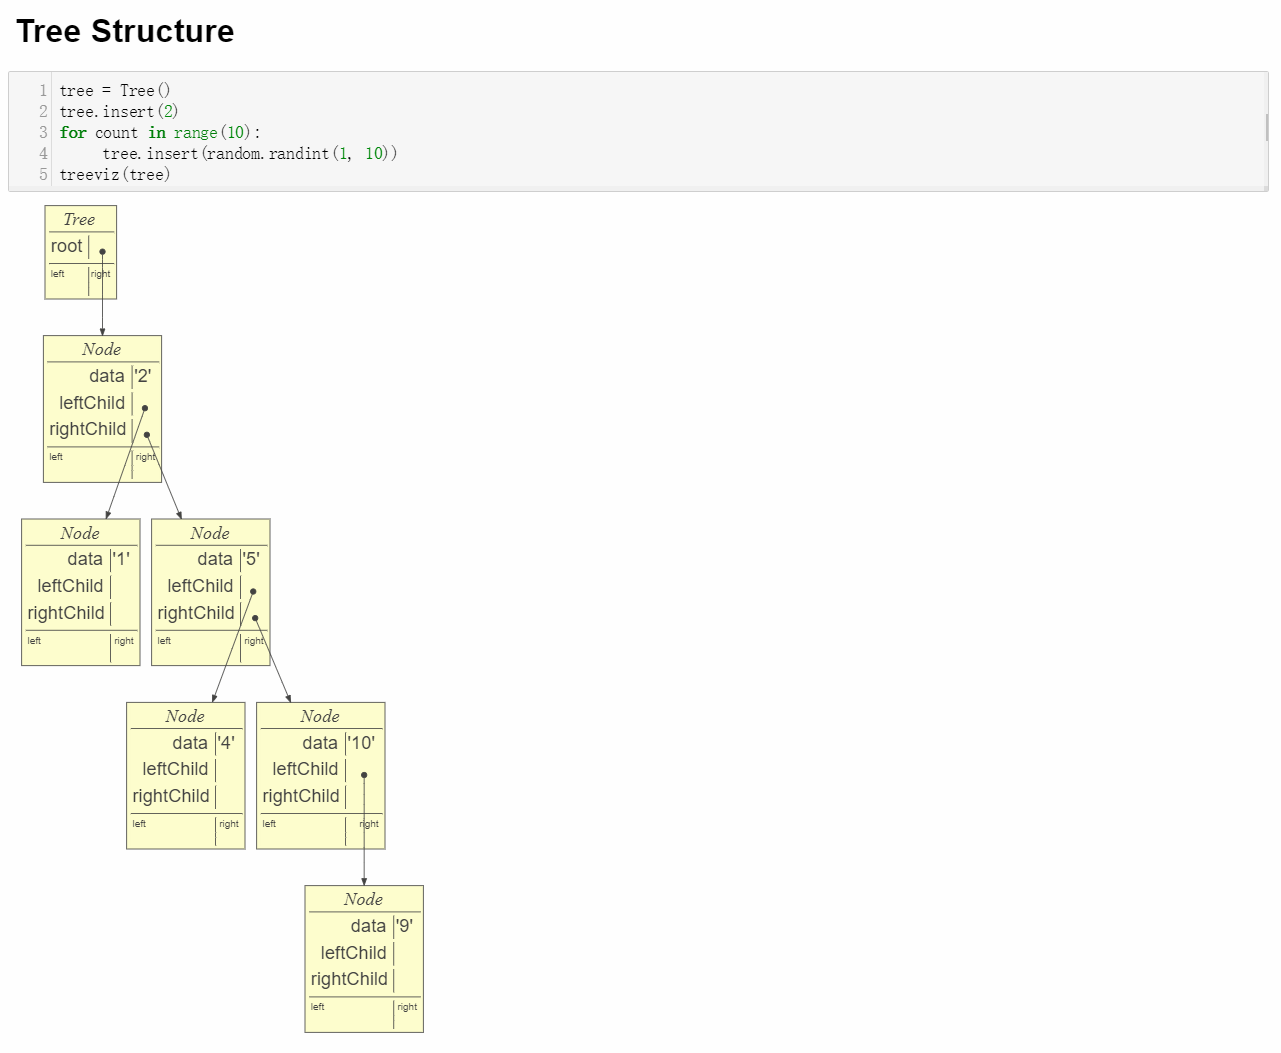 Tree Structure
1 tree = Tree()
2 tree.insert(2)
3 for count in range(10):
4 tree.insert(random.randint(1, 10))
5 treeviz(tree)
Tree
root
left right
Node
data '2'
leftChild
rightChild
left right
Node
data '1'
leftChild
rightChild
left right
Node
data '5'
leftChild
rightChild
left right
Node
data '4'
leftChild
rightChild
left right
Node
data '10'
leftChild
rightChild
left right
Node
data '9'
leftChild
rightChild
left right